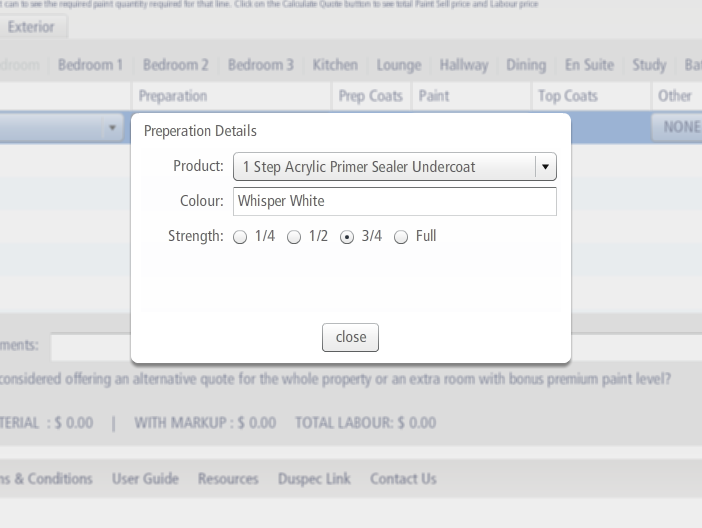 t can to see the required paint quantity required for that line. Click on the Calculate Quote button to see total Paint Sell price and Labour price
Exterior
droom Bedroom 1 Bedroom 2 Bedroom 3 Kitchen Lounge Hallway Dining En Suite Study Bat
Preparation Prep Coats Paint Top Coats Other
NONE
Preperation Details
Product: 1 Step Acrylic Primer Sealer Undercoat
Colour: Whisper White
Strength: 1/4 1/2 3/4 Full
close
ments:
considered offering an alternative quote for the whole property or an extra room with bonus premium paint level?
TERIAL : $ 0.00 | WITH MARKUP : $ 0.00 TOTAL LABOUR: $ 0.00
ns & Conditions User Guide Resources Duspec Link Contact Us